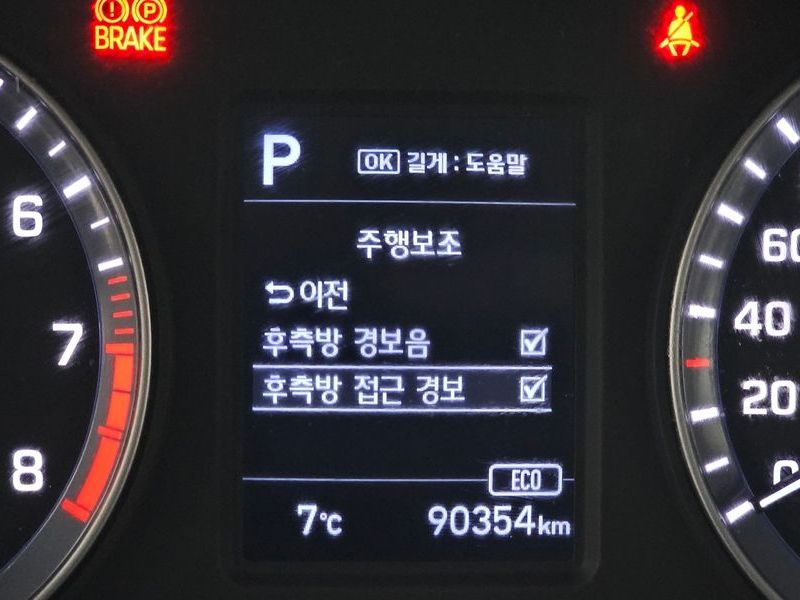 BRAKE
P
OK 길게 : 도움말
주행보조
이전
후측방 경보음
후측방 접근 경보
ECO
7℃
90354km
6
7
8
60
40
20
0